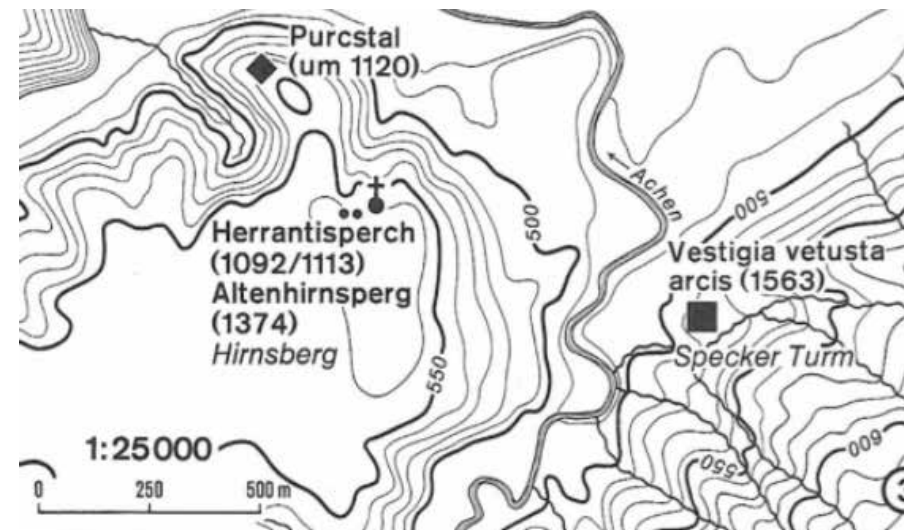 Purcstal
(um 1120)
Achen
500
500
Herrantisperch
(1092/1113)
Altenhirnsperg
(1374)
Hirnsberg
Vestigia vetusta
arcis (1563)
Specker Turm
550
600
550
1:25000
0 250 500 m